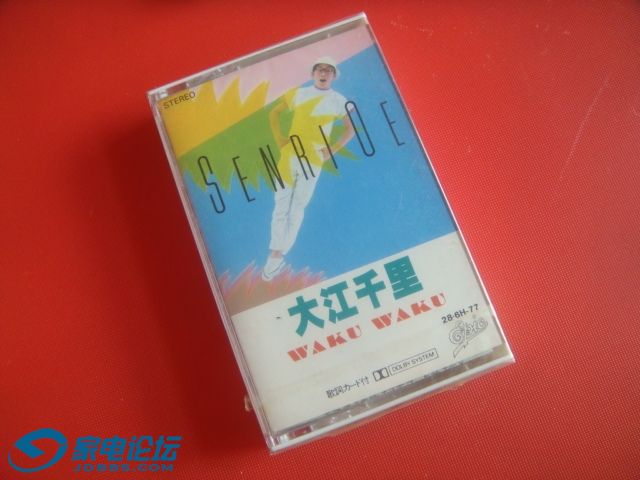 STEREO
SENRI OE
大江千里
WAKU WAKU
28·6H-77
Epic
歌詞カード付
DOLBY SYSTEM
家电论坛
JDBBS.COM